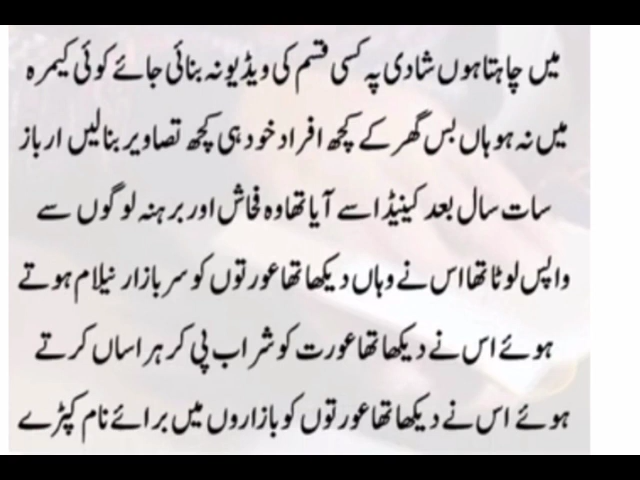 میں چاہتا ہوں شادی پہ کسی قسم کی ویڈیو نہ بنائی جائے کوئی کیمرہ
میں نہ ہو ہاں بس گھر کے کچھ افراد خود ہی کچھ تصاویر بنا لیں ارباز
سات سال بعد کینیڈا سے آیا تھا وہ فحاش اور برہنہ لوگوں سے
واپس لوٹا تھا اس نے وہاں دیکھا تھا عورتوں کو سر بازار نیلام ہوتے
ہوئے اس نے دیکھا تھا عورت کو شراب پی کر ہراساں کرتے
ہوئے اس نے دیکھا تھا عورتوں کو بازاروں میں برائے نام کپڑے